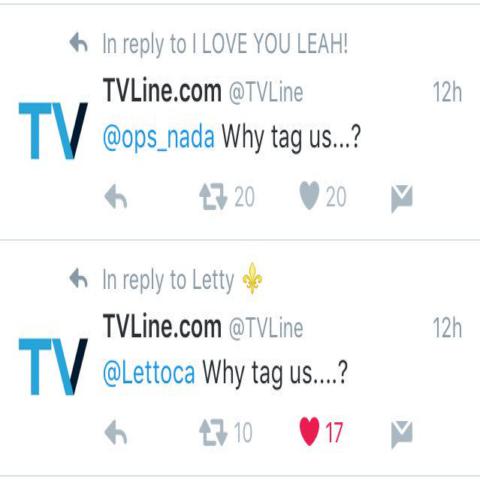 In reply to I LOVE YOU LEAH!
TVLine.com @TVLine 12h
TV
@ops_nada Why tag us...?
20 20
In reply to Letty ⚜️
TVLine.com @TVLine 12h
TV
@Lettoca Why tag us....?
10 17